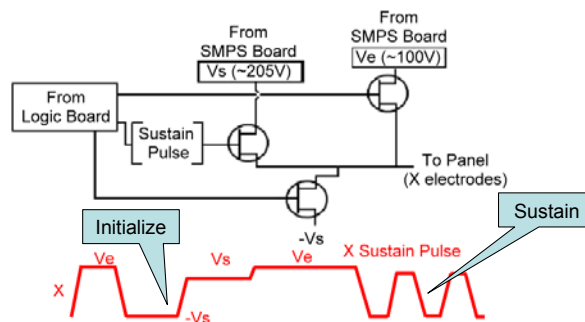 From
SMPS Board
Vs (~205V)
From
SMPS Board
Ve (~100V)
From
Logic Board
Sustain
Pulse
To Panel
(X electrodes)
-Vs
Initialize
Sustain
X Sustain Pulse
X
Ve
Vs
Ve
-Vs